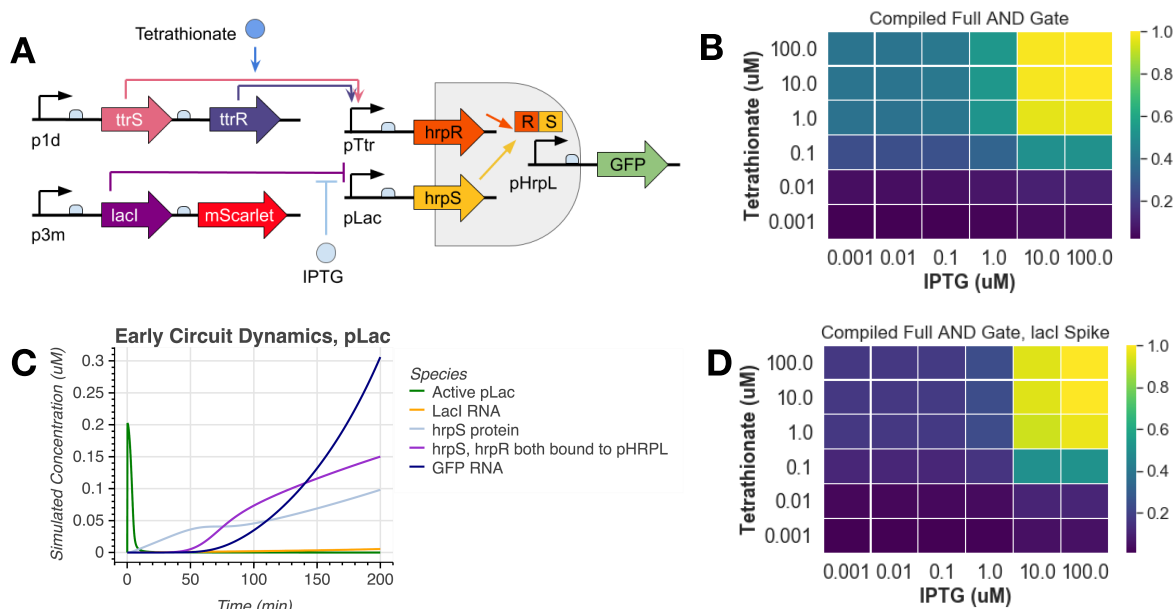 A
Tetrathionate
ttrS
ttrR
p1d
pTtr
hrpR
R S
GFP
pHrpL
lacI
mScarlet
p3m
pLac
hrpS
IPTG
B
Compiled Full AND Gate
Tetrathionate (uM)
100.0
10.0
1.0
0.1
0.01
0.001
0.001 0.01 0.1 1.0 10.0 100.0
IPTG (uM)
1.0
0.8
0.6
0.4
0.2
C
Early Circuit Dynamics, pLac
Simulated Concentration (uM)
0.3
0.25
0.2
0.15
0.1
0.05
0
0 50 100 150 200
Time (min)
Species
Active pLac
LacI RNA
hrpS protein
hrpS, hrpR both bound to pHRPL
GFP RNA
D
Compiled Full AND Gate, lacI Spike
Tetrathionate (uM)
100.0
10.0
1.0
0.1
0.01
0.001
0.001 0.01 0.1 1.0 10.0 100.0
IPTG (uM)
1.0
0.8
0.6
0.4
0.2